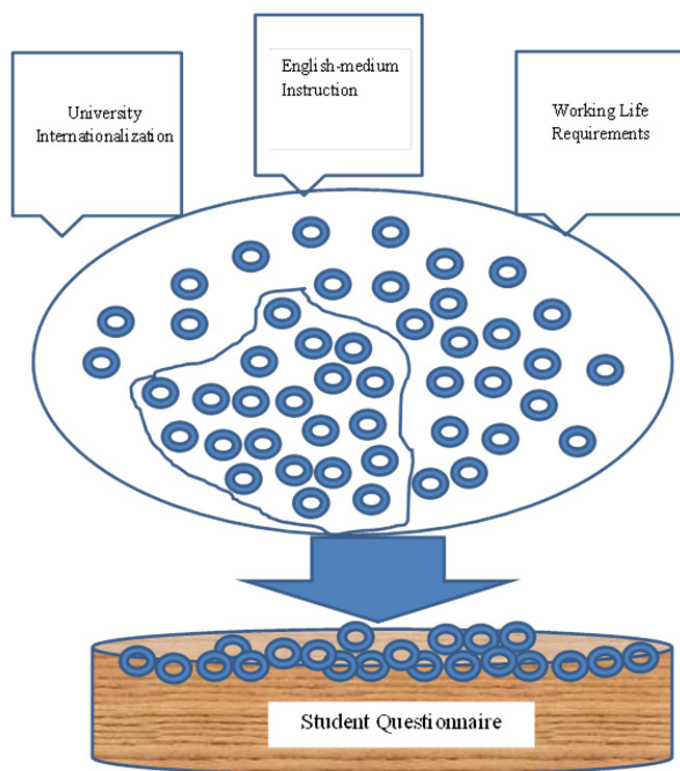 University
Internationalization
English-medium
Instruction
Working Life
Requirements
Student Questionnaire